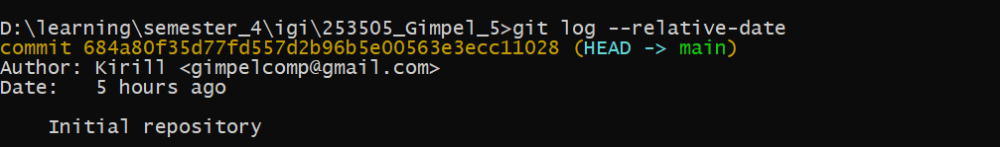 D:\learning\semester_4\igi\253505_Gimpel_5>git log --relative-date
commit 684a80f35d77fd557d2b96b5e00563e3ecc11028 (HEAD -> main)
Author: Kirill <gimpelcomp@gmail.com>
Date:   5 hours ago
    Initial repository